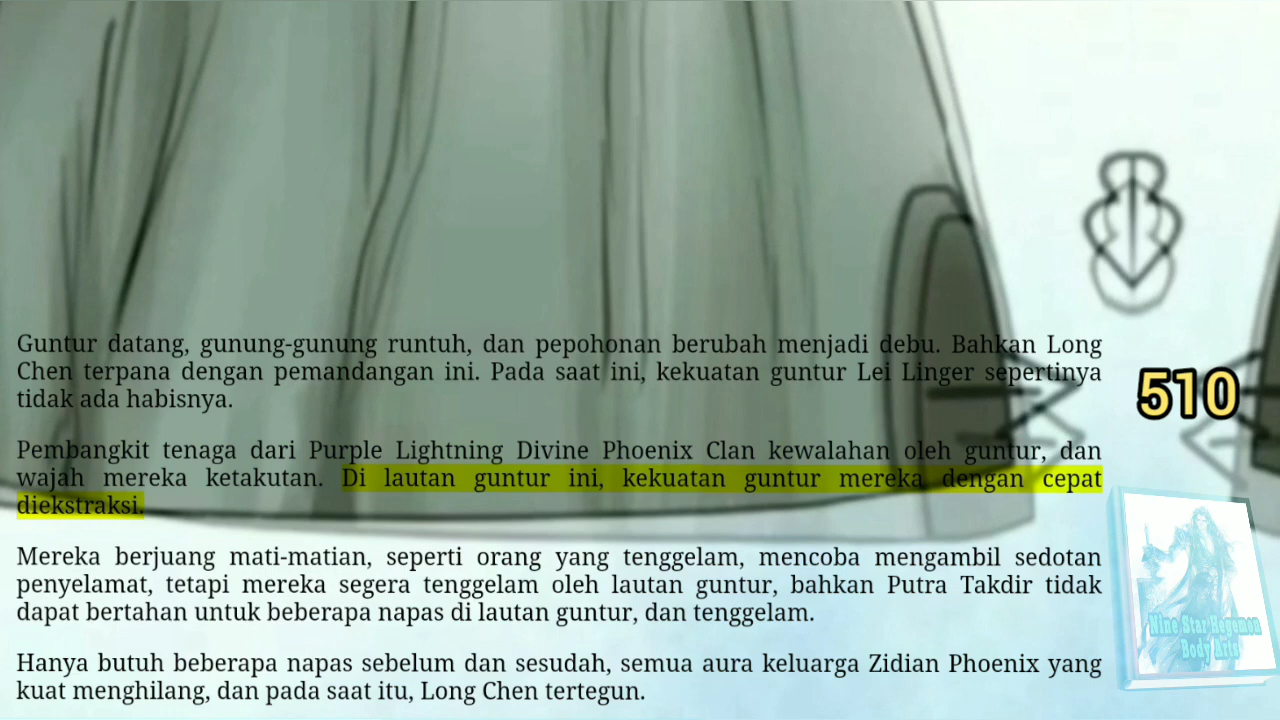 Guntur datang, gunung-gunung runtuh, dan pepohonan berubah menjadi debu. Bahkan Long
Chen terpana dengan pemandangan ini. Pada saat ini, kekuatan guntur Lei Linger sepertinya
tidak ada habisnya.
Pembangkit tenaga dari Purple Lightning Divine Phoenix Clan kewalahan oleh guntur, dan
wajah mereka ketakutan. Di lautan guntur ini, kekuatan guntur mereka dengan cepat
diekstraksi.
Mereka berjuang mati-matian, seperti orang yang tenggelam, mencoba mengambil sedotan
penyelamat, tetapi mereka segera tenggelam oleh lautan guntur, bahkan Putra Takdir tidak
dapat bertahan untuk beberapa napas di lautan guntur, dan tenggelam.
Hanya butuh beberapa napas sebelum dan sesudah, semua aura keluarga Zidian Phoenix yang
kuat menghilang, dan pada saat itu, Long Chen tertegun.
510
Nine Star Hegemon
Body Arts